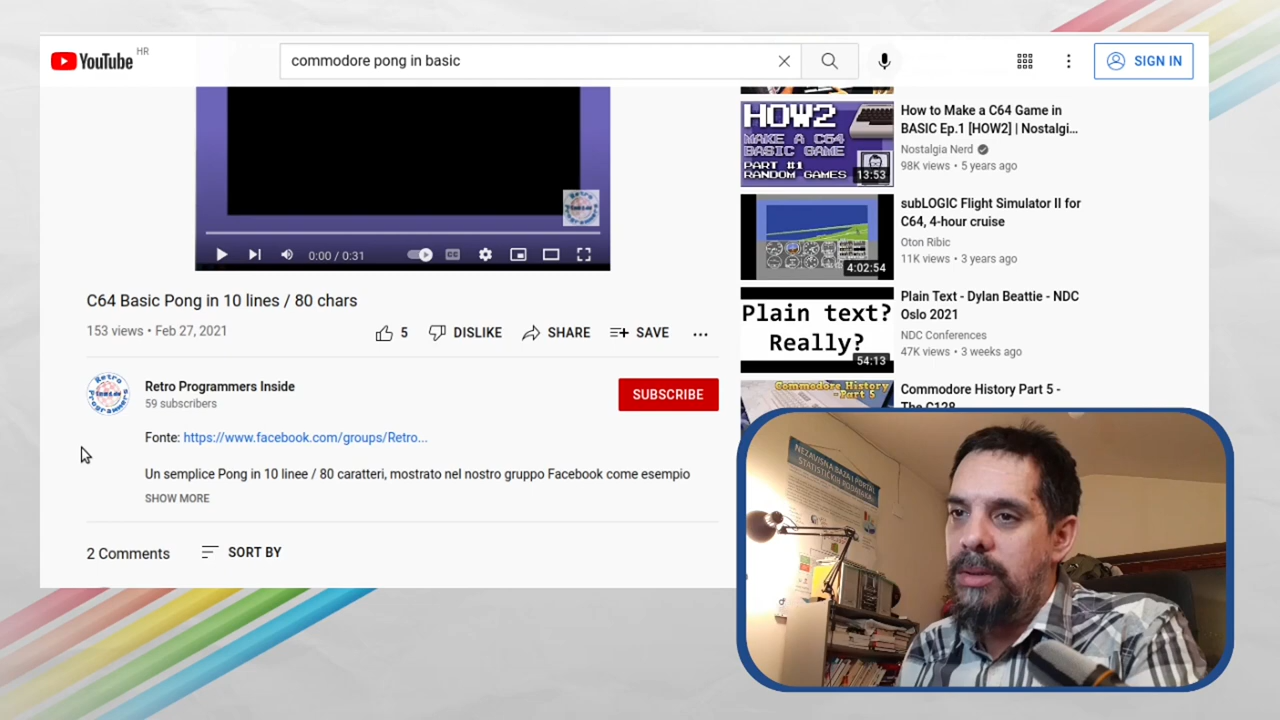 YouTube HR
commodore pong in basic
SIGN IN
0:00 / 0:31
C64 Basic Pong in 10 lines / 80 chars
153 views • Feb 27, 2021
5
DISLIKE
SHARE
SAVE
Retro Programmers Inside
59 subscribers
SUBSCRIBE
Fonte: https://www.facebook.com/groups/Retro...
Un semplice Pong in 10 linee / 80 caratteri, mostrato nel nostro gruppo Facebook come esempio
SHOW MORE
2 Comments
SORT BY
HOW2
MAKE A C64
BASIC GAME
PART #1
RANDOM GAMES
13:53
How to Make a C64 Game in
BASIC Ep.1 [HOW2] | Nostalgi...
Nostalgia Nerd
98K views • 5 years ago
4:02:54
subLOGIC Flight Simulator II for
C64, 4-hour cruise
Oton Ribic
11K views • 3 years ago
Plain text?
Really?
54:13
Plain Text - Dylan Beattie - NDC
Oslo 2021
NDC Conferences
47K views • 3 weeks ago
Commodore History
-Part 5
Commodore History Part 5 -
The C128
NEZAVISNA BAZA I PORTAL
STATISTIČKIH PODATAKA